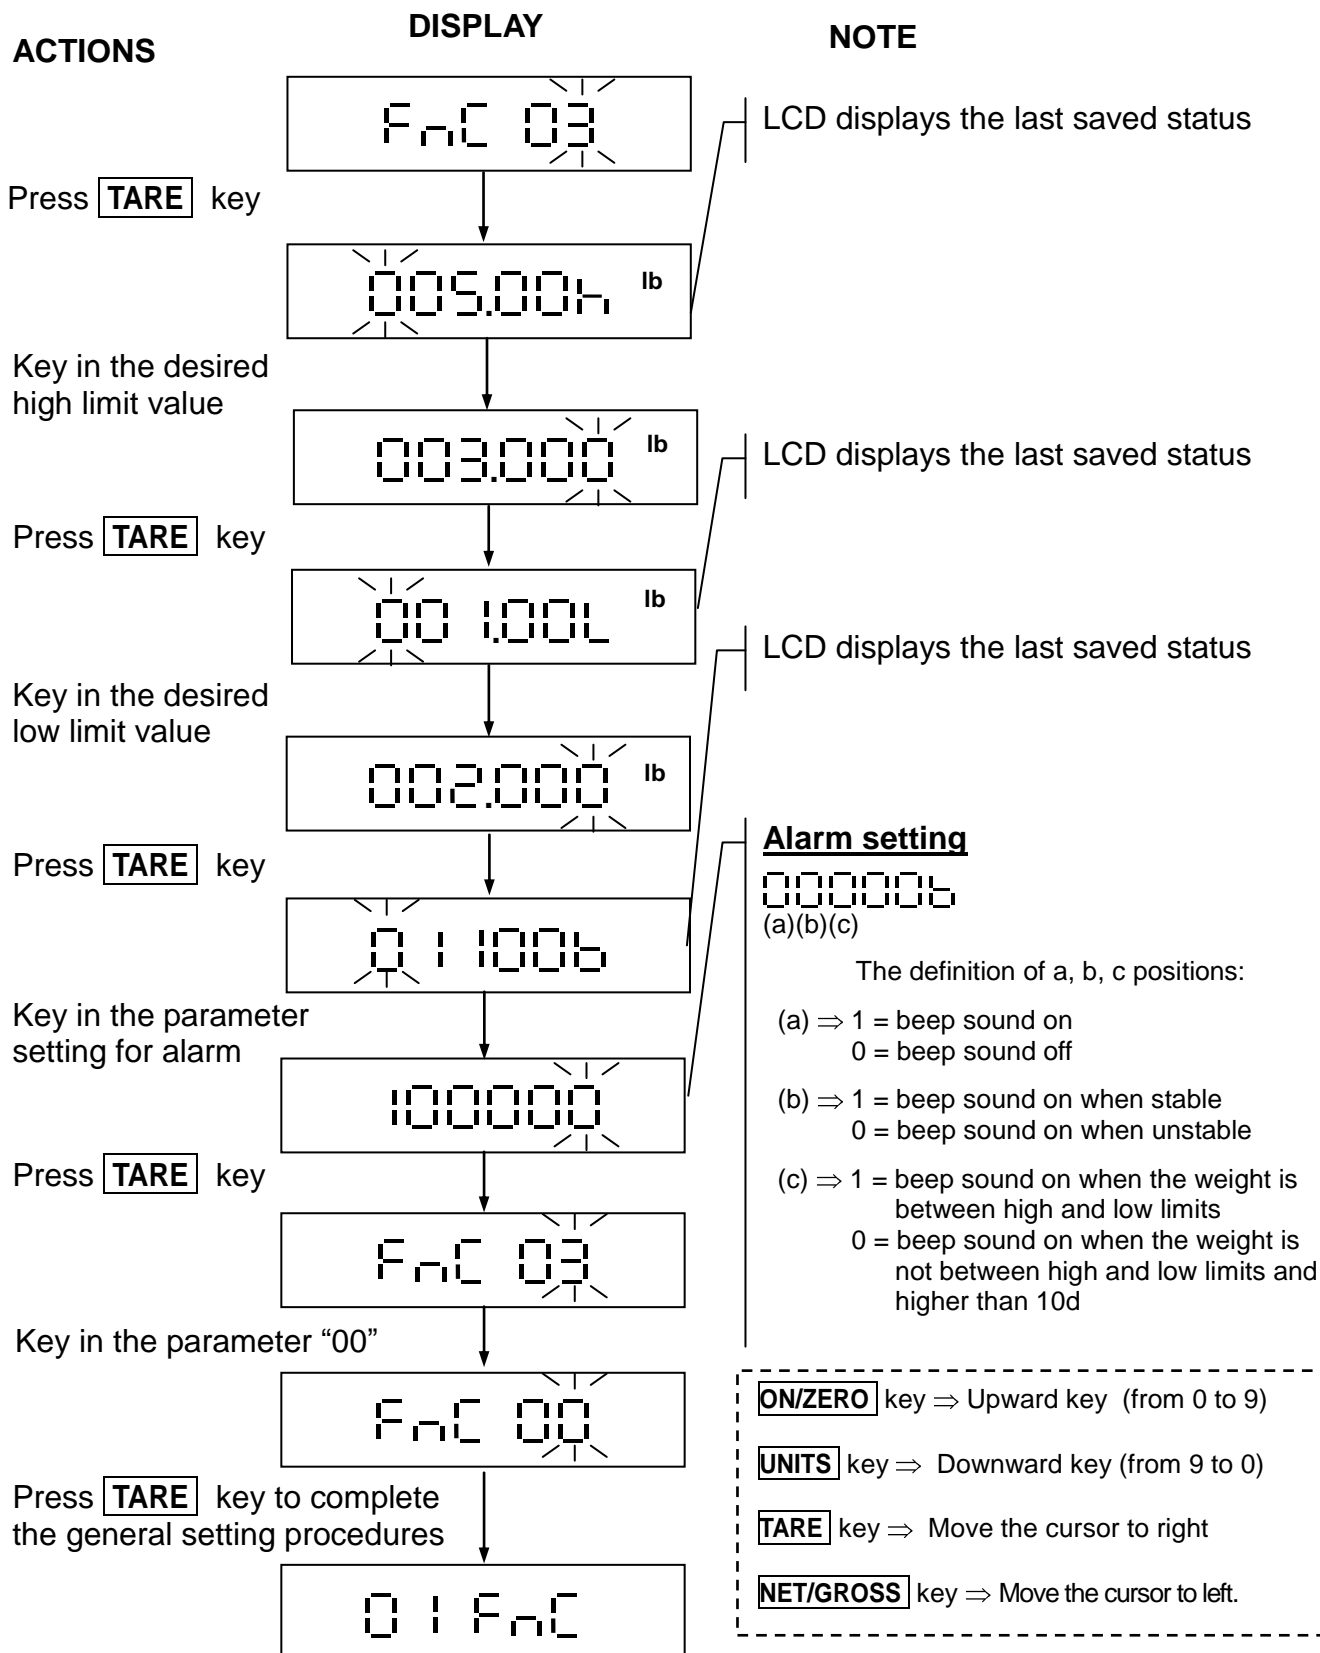 ACTIONS
DISPLAY
NOTE
FnC 03
LCD displays the last saved status
Press TARE key
005.00h lb
Key in the desired
high limit value
003.000 lb
LCD displays the last saved status
Press TARE key
001.00L lb
LCD displays the last saved status
Key in the desired
low limit value
002.000 lb
Press TARE key
011100b
Key in the parameter
setting for alarm
100000
Press TARE key
FnC 03
Key in the parameter “00”
FnC 00
Press TARE key to complete
the general setting procedures
01 FnC
Alarm setting
00000b
(a)(b)(c)
The definition of a, b, c positions:
(a) ⇒ 1 = beep sound on
0 = beep sound off
(b) ⇒ 1 = beep sound on when stable
0 = beep sound on when unstable
(c) ⇒ 1 = beep sound on when the weight is
between high and low limits
0 = beep sound on when the weight is
not between high and low limits and
higher than 10d
ON/ZERO key ⇒ Upward key (from 0 to 9)
UNITS key ⇒ Downward key (from 9 to 0)
TARE key ⇒ Move the cursor to right
NET/GROSS key ⇒ Move the cursor to left.